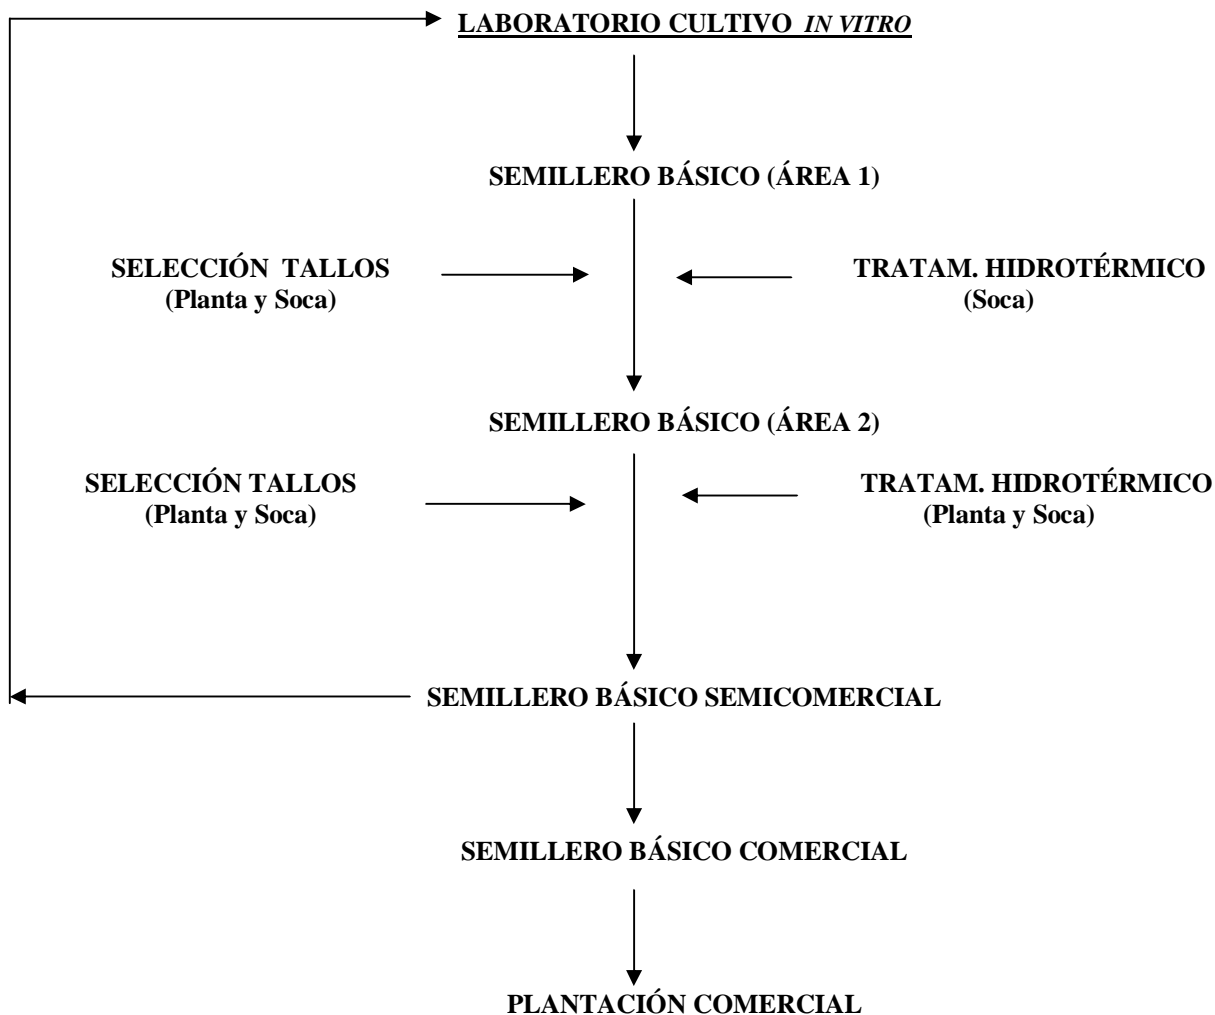 LABORATORIO CULTIVO IN VITRO
SEMILLERO BÁSICO (ÁREA 1)
SELECCIÓN TALLOS
(Planta y Soca)
TRATAM. HIDROTÉRMICO
(Soca)
SEMILLERO BÁSICO (ÁREA 2)
SELECCIÓN TALLOS
(Planta y Soca)
TRATAM. HIDROTÉRMICO
(Planta y Soca)
SEMILLERO BÁSICO SEMICOMERCIAL
SEMILLERO BÁSICO COMERCIAL
PLANTACIÓN COMERCIAL